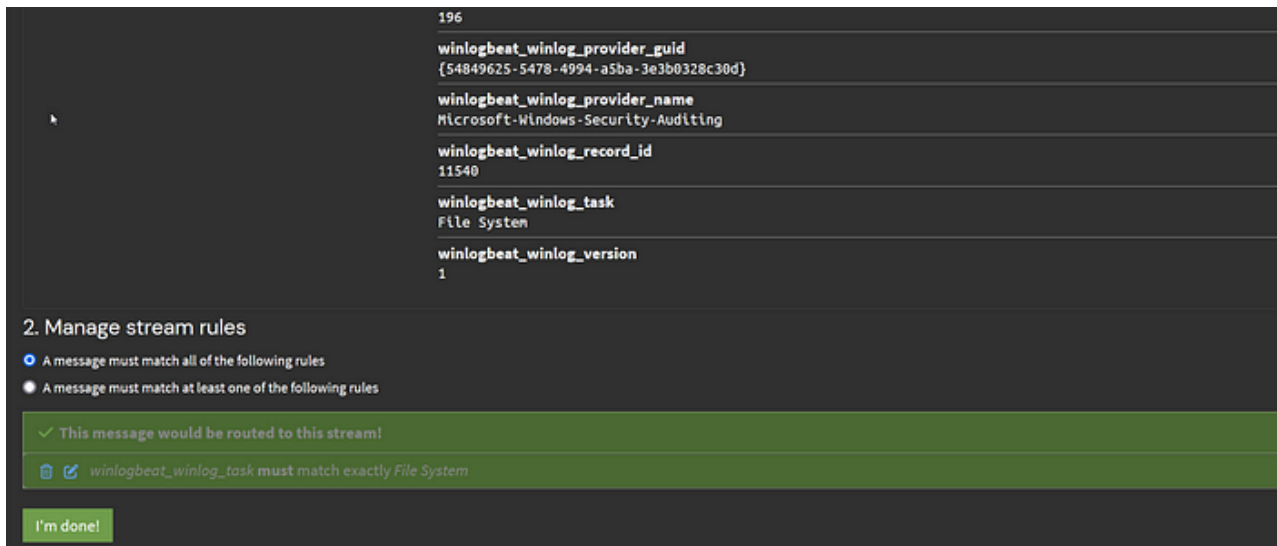 196
winlogbeat_winlog_provider_guid
{54849625-5478-4994-a5ba-3e3b0328c30d}
winlogbeat_winlog_provider_name
Microsoft-Windows-Security-Auditing
winlogbeat_winlog_record_id
11540
winlogbeat_winlog_task
File System
winlogbeat_winlog_version
1
2. Manage stream rules
A message must match all of the following rules
A message must match at least one of the following rules
This message would be routed to this stream!
winlogbeat_winlog_task must match exactly File System
I'm done!